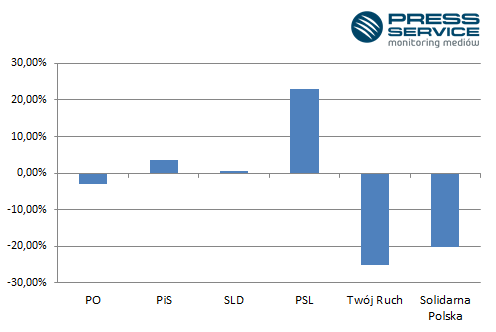 PRESS
SERVICE
monitoring mediów
30,00%
20,00%
10,00%
0,00%
-10,00%
-20,00%
-30,00%
PO PiS SLD PSL Twój Ruch Solidarna
Polska